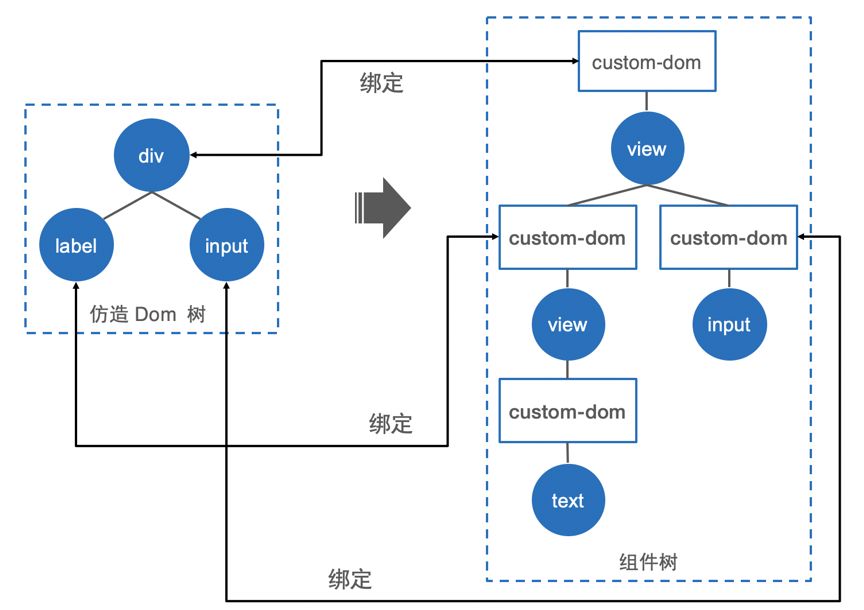 绑定
custom-dom
div
view
label
input
custom-dom
custom-dom
仿造 Dom 树
view
input
绑定
custom-dom
text
组件树
绑定